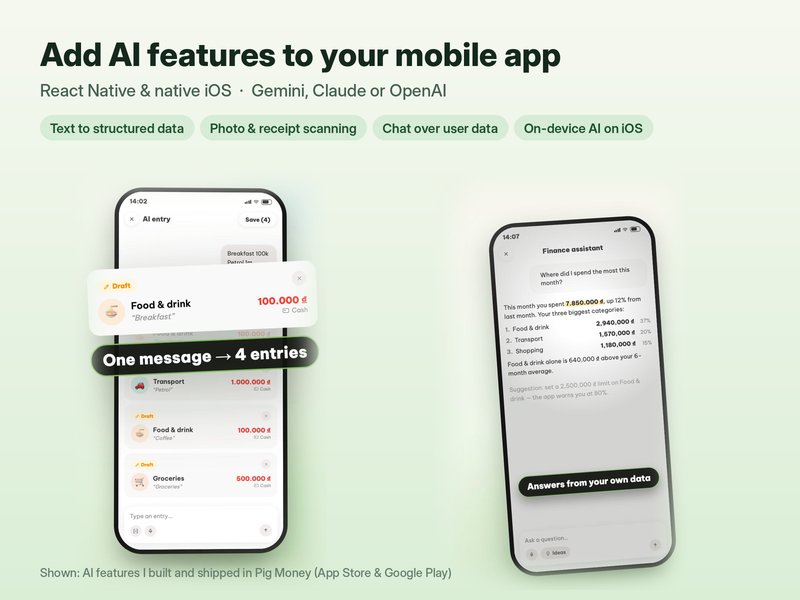 Add AI features to your mobile app
React Native & native iOS · Gemini, Claude or OpenAI
Text to structured data
Photo & receipt scanning
Chat over user data
On-device AI on iOS
14:02
× AI entry Save (4)
Breakfast 100k
Petrol 1m
Draft ×
Food & drink 100.000 đ
"Breakfast" Cash
One message → 4 entries
Transport 1.000.000 đ
"Petrol" Cash
Draft ×
Food & drink 100.000 đ
"Coffee" Cash
Draft ×
Groceries 500.000 đ
"Groceries" Cash
Type an entry...
14:07
× Finance assistant
Where did I spend the most this
month?
This month you spent 7.850.000 đ, up 12% from
last month. Your three biggest categories:
1. Food & drink 2,940,000 đ 37%
2. Transport 1,570,000 đ 20%
3. Shopping 1,180,000 đ 15%
Food & drink alone is 640,000 đ above your 6-
month average.
Suggestion: set a 2,500,000 đ limit on Food &
drink — the app warns you at 80%.
Answers from your own data
Ask a question...
Ideas
Shown: AI features I built and shipped in Pig Money (App Store & Google Play)